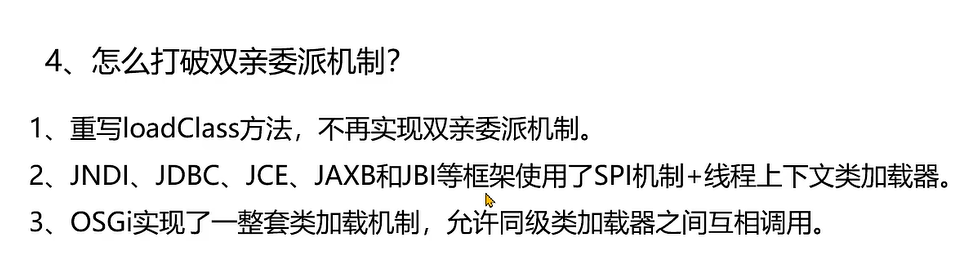 4、怎么打破双亲委派机制？
1、重写loadClass方法，不再实现双亲委派机制。
2、JNDI、JDBC、JCE、JAXB和JBI等框架使用了SPI机制+线程上下文类加载器。
3、OSGi实现了一整套类加载机制，允许同级类加载器之间互相调用。